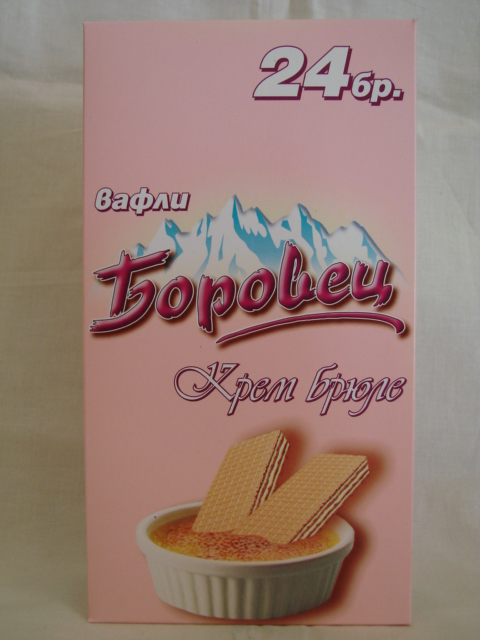 24бр.
вафли
Боровец
Крем брюле